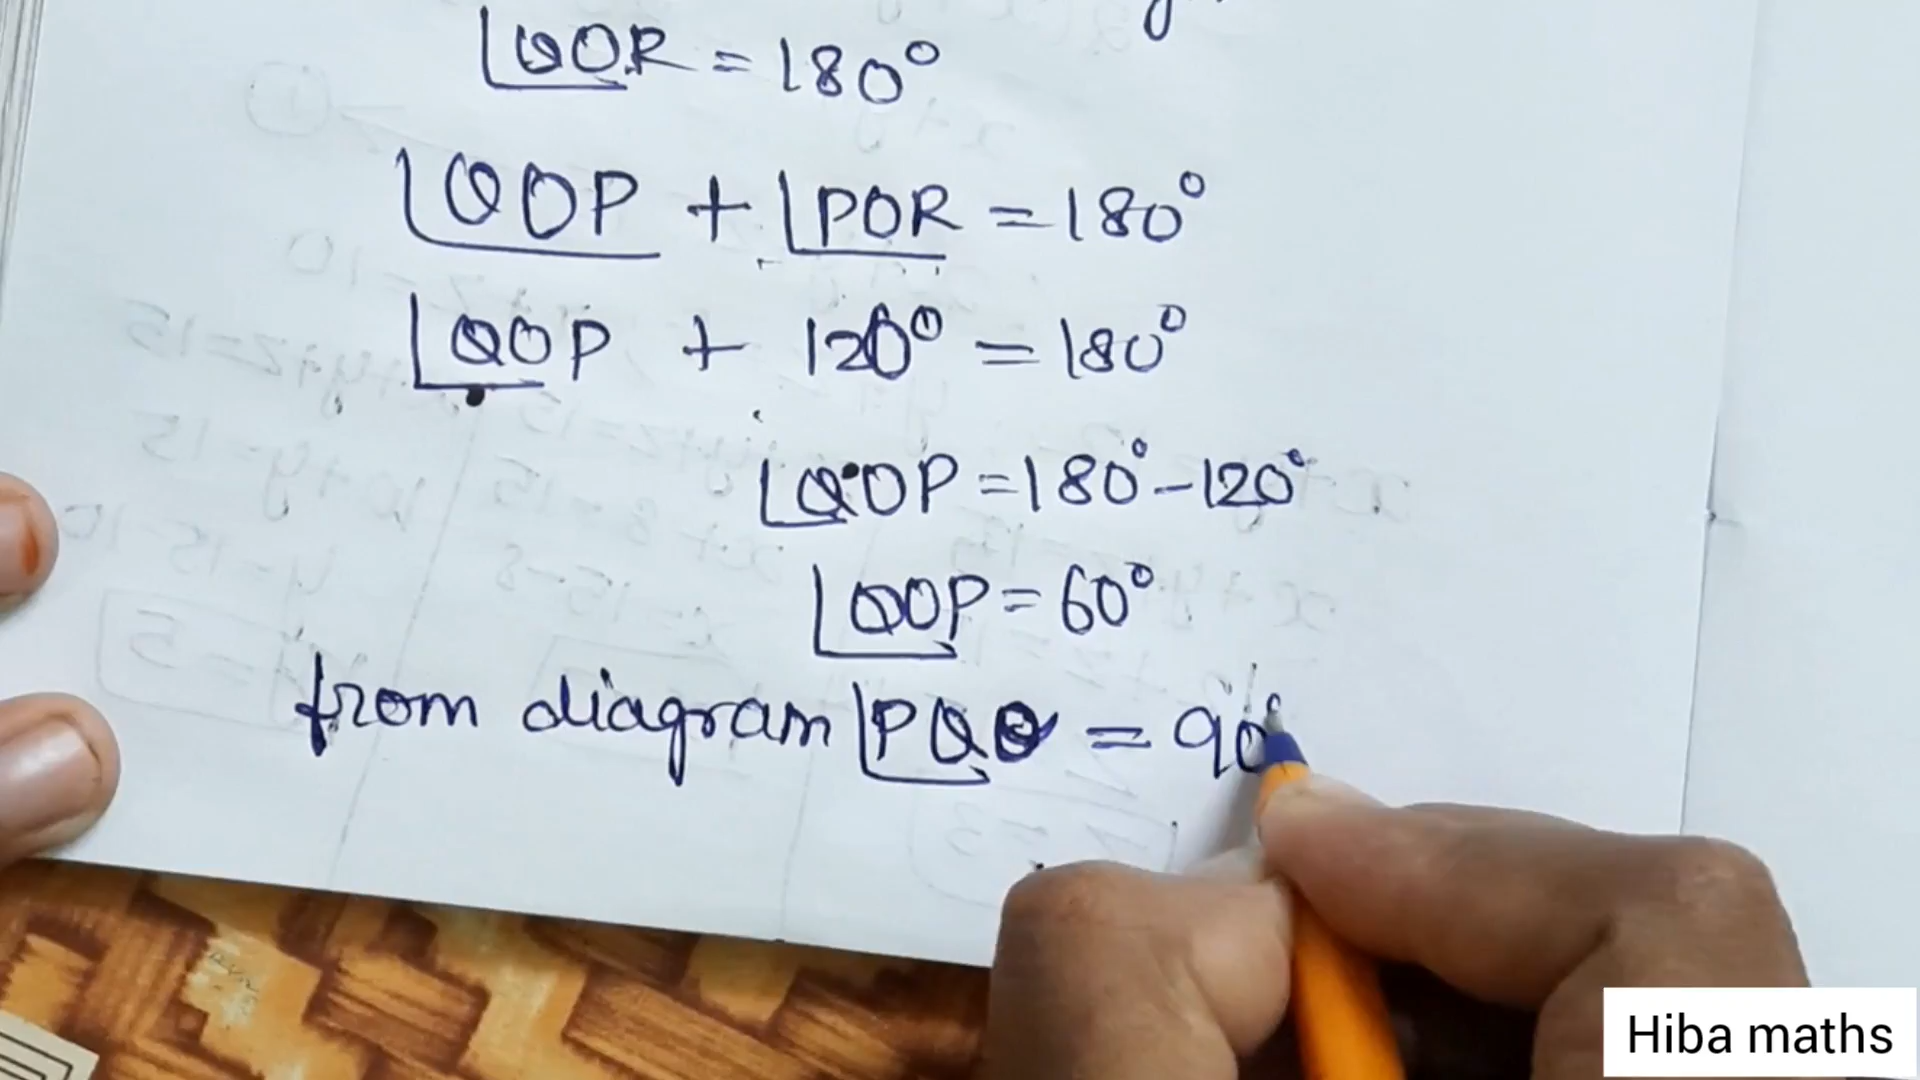 ∠QOR = 180°
∠QOP + ∠POR = 180°
∠QOP + 120° = 180°
∠QOP = 180° - 120°
∠QOP = 60°
from diagram ∠PQO = 90°
Hiba maths